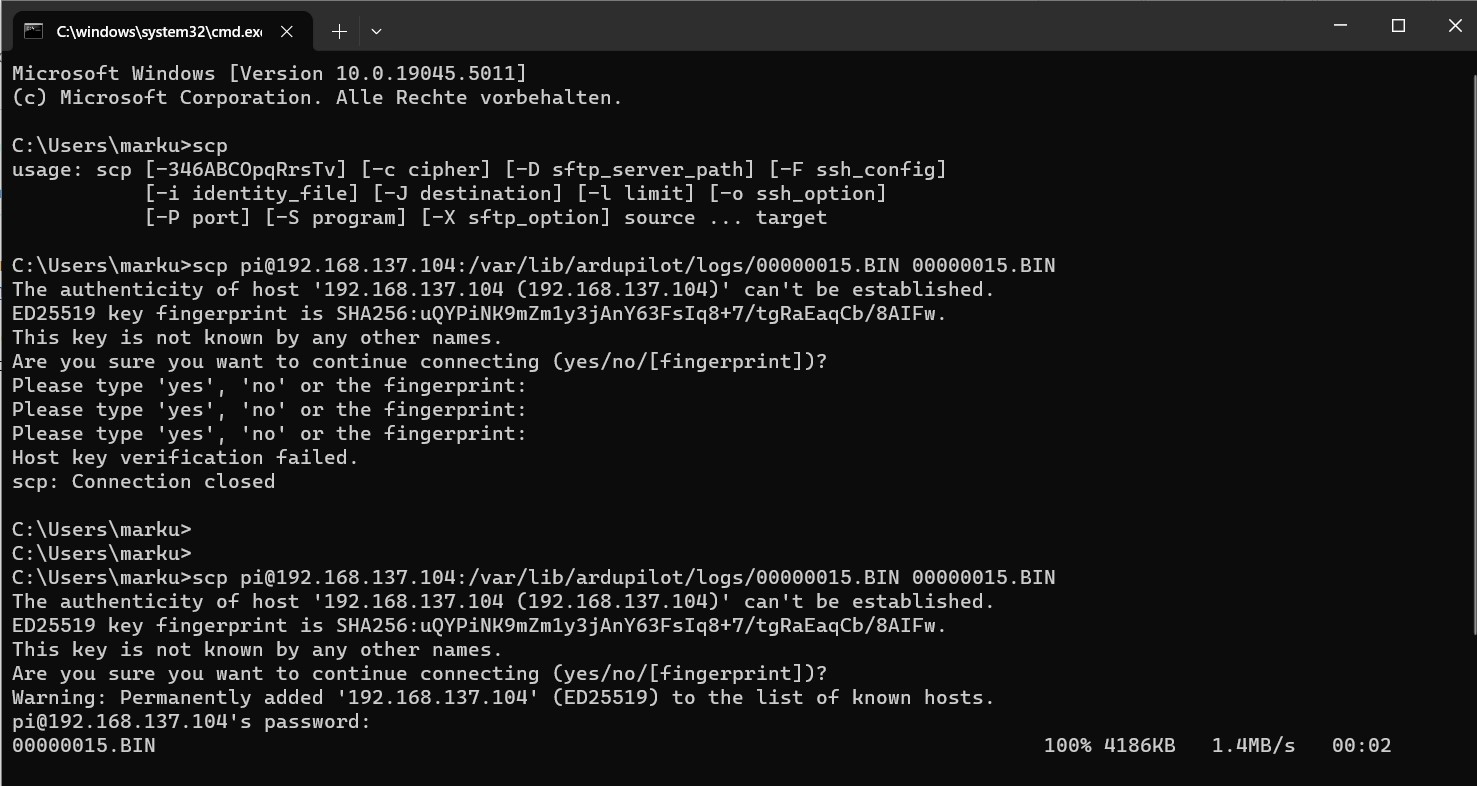 C:\windows\system32\cmd.exe
Microsoft Windows [Version 10.0.19045.5011]
(c) Microsoft Corporation. Alle Rechte vorbehalten.
C:\Users\marku>scp
usage: scp [-346ABCOpqRrsTv] [-c cipher] [-D sftp_server_path] [-F ssh_config]
[-i identity_file] [-J destination] [-l limit] [-o ssh_option]
[-P port] [-S program] [-X sftp_option] source ... target
C:\Users\marku>scp pi@192.168.137.104:/var/lib/ardupilot/logs/00000015.BIN 00000015.BIN
The authenticity of host '192.168.137.104 (192.168.137.104)' can't be established.
ED25519 key fingerprint is SHA256:uQYPiNK9mZm1y3jAnY63FsIq8+7/tgRaEaqCb/8AIFw.
This key is not known by any other names.
Are you sure you want to continue connecting (yes/no/[fingerprint])?
Please type 'yes', 'no' or the fingerprint:
Please type 'yes', 'no' or the fingerprint:
Please type 'yes', 'no' or the fingerprint:
Host key verification failed.
scp: Connection closed
C:\Users\marku>
C:\Users\marku>
C:\Users\marku>scp pi@192.168.137.104:/var/lib/ardupilot/logs/00000015.BIN 00000015.BIN
The authenticity of host '192.168.137.104 (192.168.137.104)' can't be established.
ED25519 key fingerprint is SHA256:uQYPiNK9mZm1y3jAnY63FsIq8+7/tgRaEaqCb/8AIFw.
This key is not known by any other names.
Are you sure you want to continue connecting (yes/no/[fingerprint])?
Warning: Permanently added '192.168.137.104' (ED25519) to the list of known hosts.
pi@192.168.137.104's password:
00000015.BIN 100% 4186KB 1.4MB/s 00:02